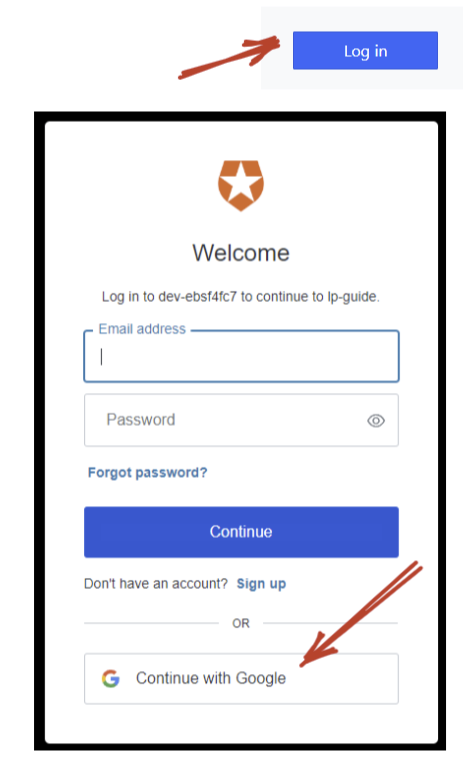 Log in
Welcome
Log in to dev-ebsf4fc7 to continue to lp-guide.
Email address
Password
Forgot password?
Continue
Don't have an account? Sign up
OR
Continue with Google